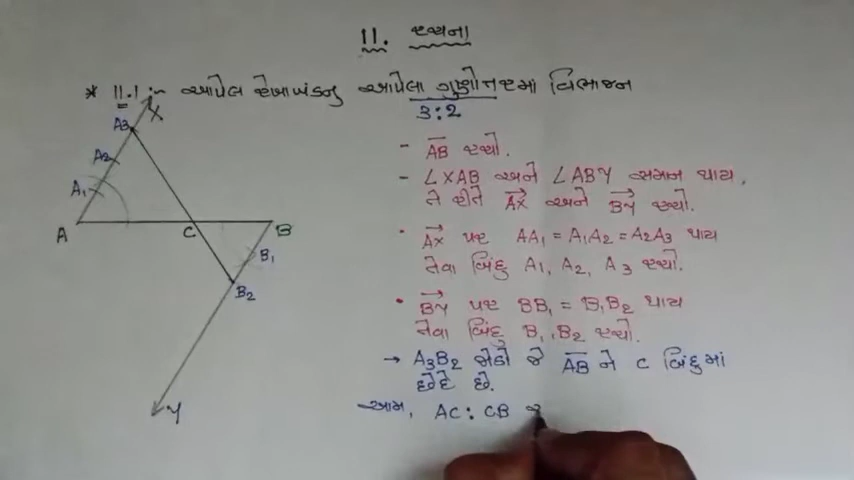 11. રચના
* 11.1 :- આપેલ રેખાખંડનું આપેલા ગુણોત્તરમાં વિભાજન
3:2
- AB રચો.
- ∠XAB અને ∠ABY સમાન થાય,
તે રીતે AX અને BY રચો.
• AX પર AA₁ = A₁A₂ = A₂A₃ થાય
તેવા બિંદુ A₁, A₂, A₃ રચો.
• BY પર BB₁ = B₁B₂ થાય
તેવા બિંદુ B₁, B₂ રચો.
→ A₃B₂ જોડો જે AB ને C બિંદુમાં
છેદે છે.
આમ, AC : CB
X
A₃
A₂
A₁
A
C
B
B₁
B₂
Y